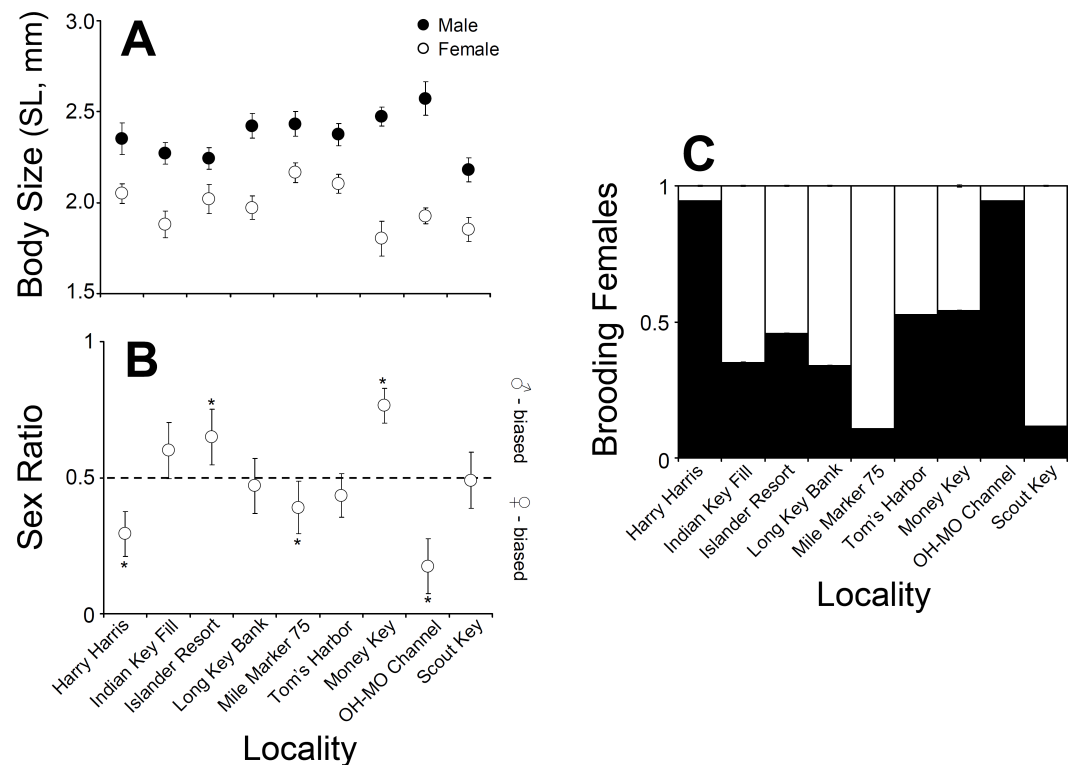 A
Male
Female
Body Size (SL, mm)
3.0
2.5
2.0
1.5
B
Sex Ratio
1
0.5
0
*
*
*
*
*
♂ - biased
♀ - biased
Harry Harris
Indian Key Fill
Islander Resort
Long Key Bank
Mile Marker 75
Tom's Harbor
Money Key
OH-MO Channel
Scout Key
Locality
C
Brooding Females
1
0.5
0
Harry Harris
Indian Key Fill
Islander Resort
Long Key Bank
Mile Marker 75
Tom's Harbor
Money Key
OH-MO Channel
Scout Key
Locality